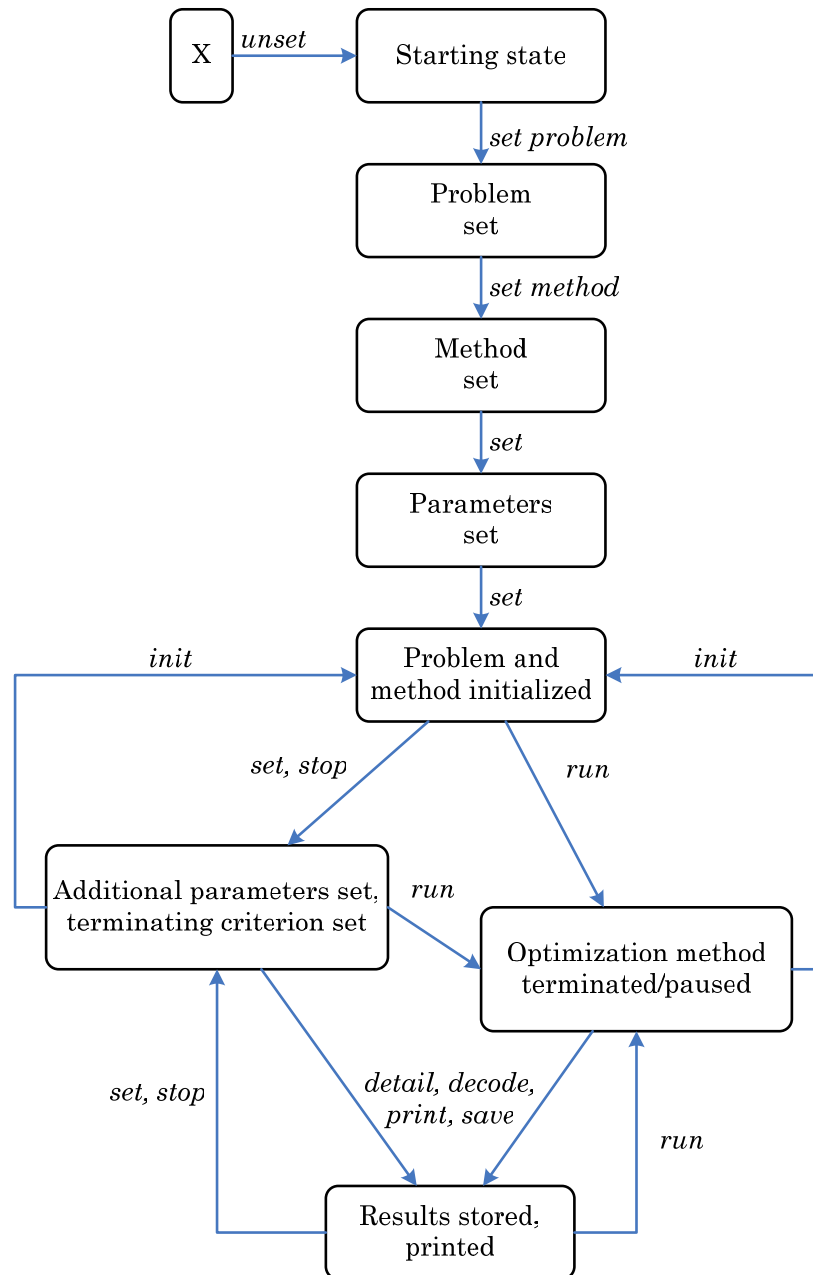 X
unset
Starting state
set problem
Problem
set
set method
Method
set
set
Parameters
set
set
init
Problem and
method initialized
init
set, stop
run
Additional parameters set,
terminating criterion set
run
Optimization method
terminated/paused
set, stop
detail, decode,
print, save
run
Results stored,
printed